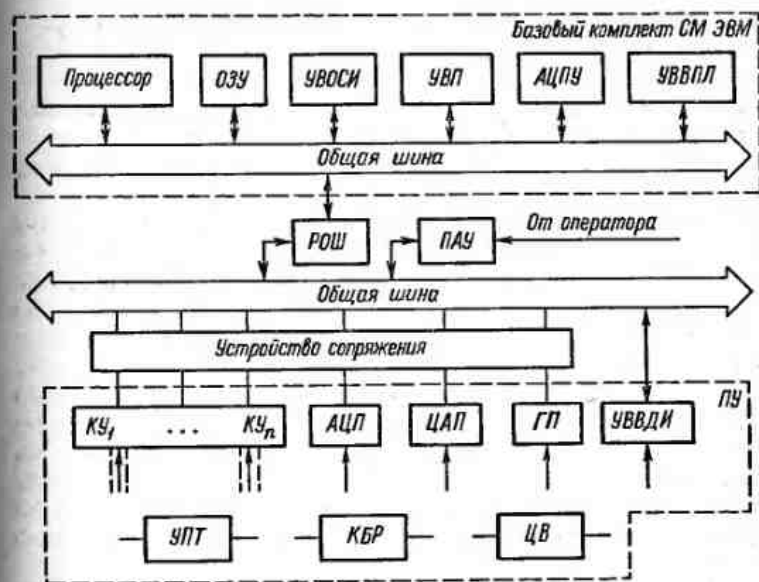 Базовый комплект СМ ЭВМ
Процессор ОЗУ УВОСИ УВП АЦПУ УВВПЛ
Общая шина
РОШ ПАУ От оператора
Общая шина
Устройство сопряжения
ПУ
КУ₁ ... КУₙ АЦП ЦАП ГП УВВДИ
УПТ КБР ЦВ